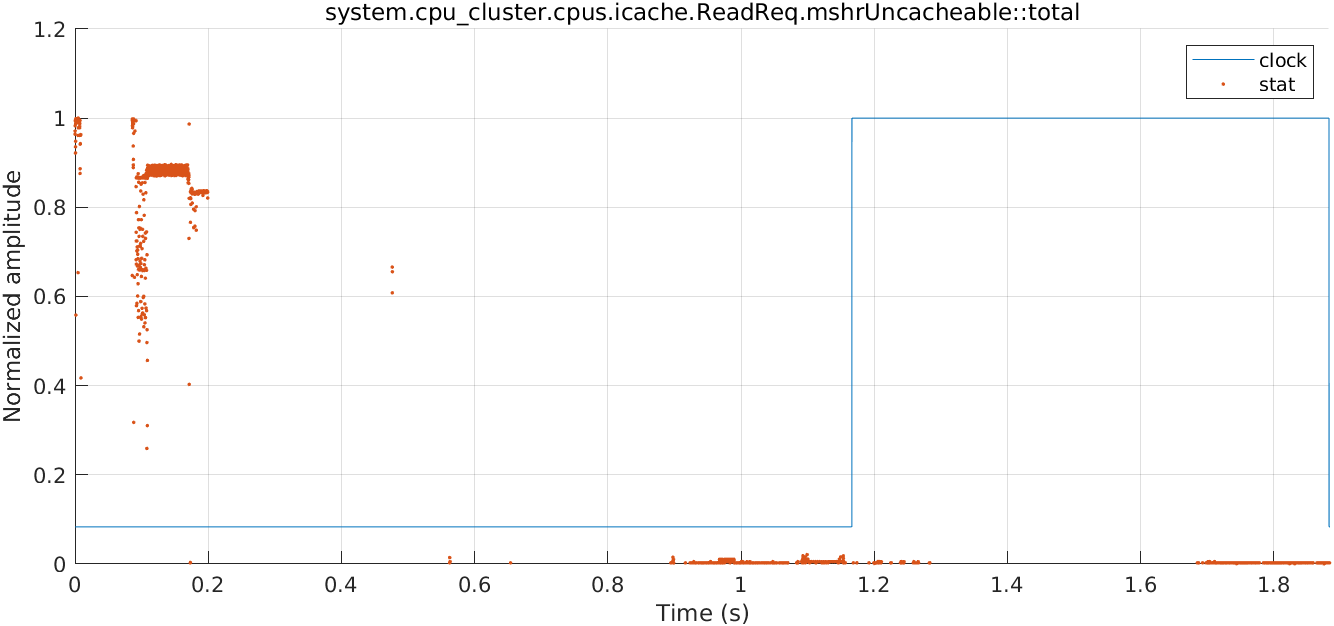 system.cpu_cluster.cpus.icache.ReadReq.mshrUncacheable::total
1.2
1
0.8
0.6
0.4
0.2
0
Normalized amplitude
clock
stat
0 0.2 0.4 0.6 0.8 1 1.2 1.4 1.6 1.8
Time (s)